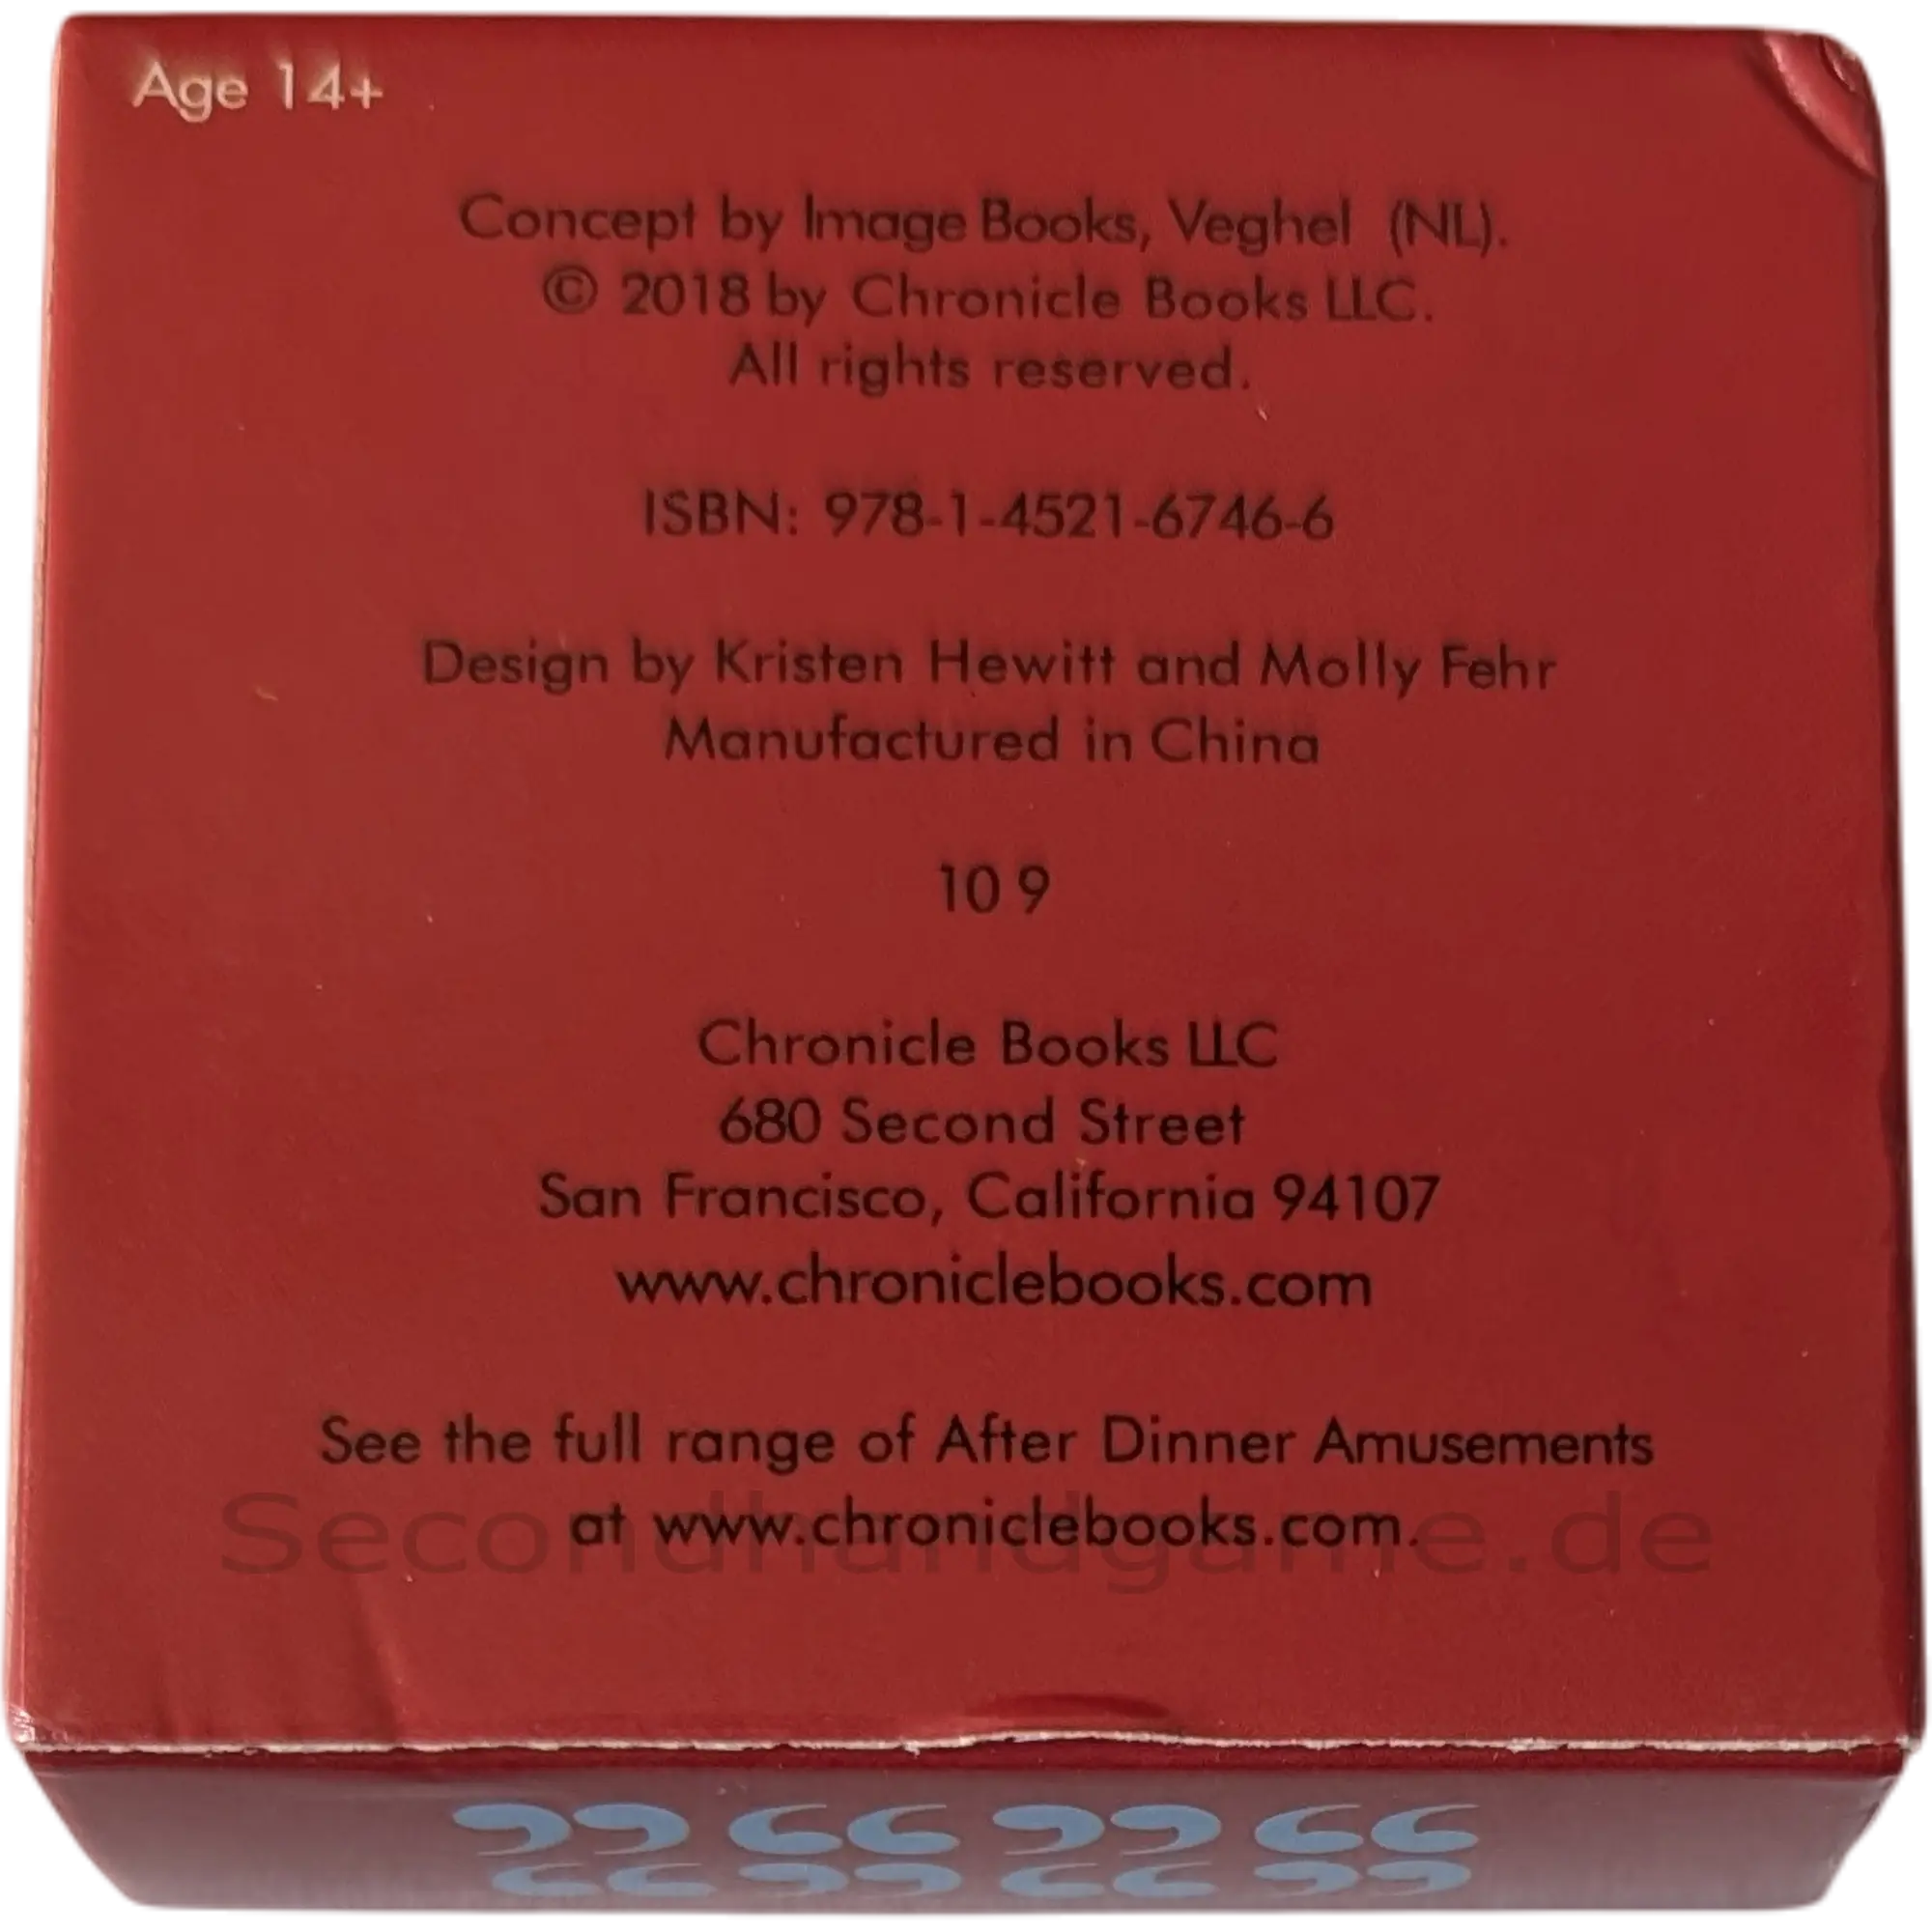 Age 14+
Concept by Image Books, Veghel (NL).
© 2018 by Chronicle Books LLC.
All rights reserved.
ISBN: 978-1-4521-6746-6
Design by Kristen Hewitt and Molly Fehr
Manufactured in China
10 9
Chronicle Books LLC
680 Second Street
San Francisco, California 94107
www.chroniclebooks.com
See the full range of After Dinner Amusements
at www.chroniclebooks.com.
Secondhandgame.de